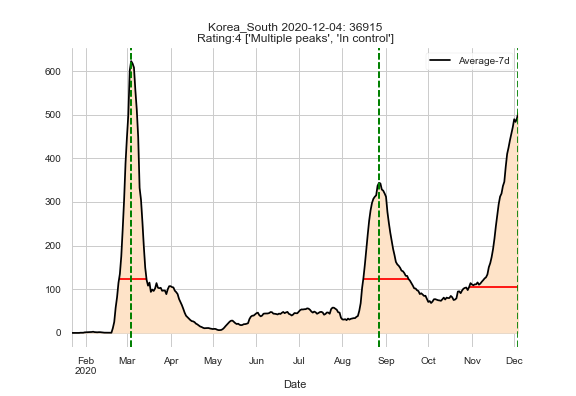 Korea_South 2020-12-04: 36915
Rating:4 ['Multiple peaks', 'In control']
Average-7d
600
500
400
300
200
100
0
Feb Mar Apr May Jun Jul Aug Sep Oct Nov Dec
2020
Date